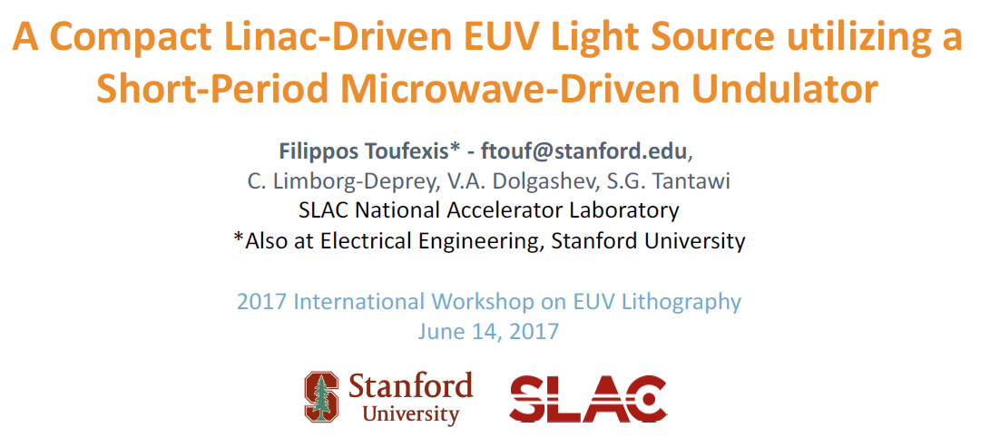 A Compact Linac-Driven EUV Light Source utilizing a
Short-Period Microwave-Driven Undulator
Filippos Toufexis* - ftouf@stanford.edu,
C. Limborg-Deprey, V.A. Dolgashev, S.G. Tantawi
SLAC National Accelerator Laboratory
*Also at Electrical Engineering, Stanford University
2017 International Workshop on EUV Lithography
June 14, 2017
Stanford
University
SLAC